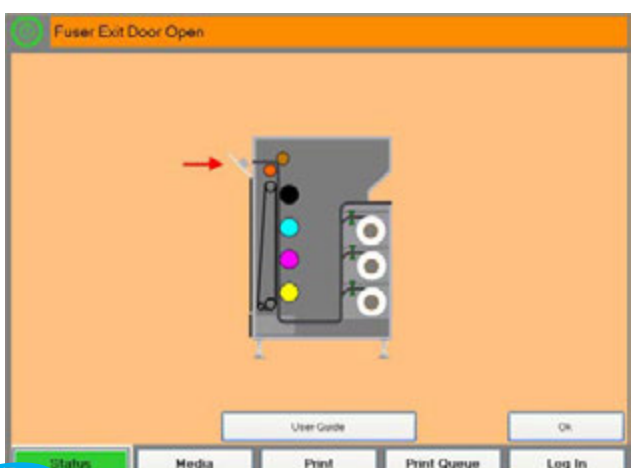 Fuser Exit Door Open
User Guide
Ok
Status
Media
Print
Print Queue
Log In